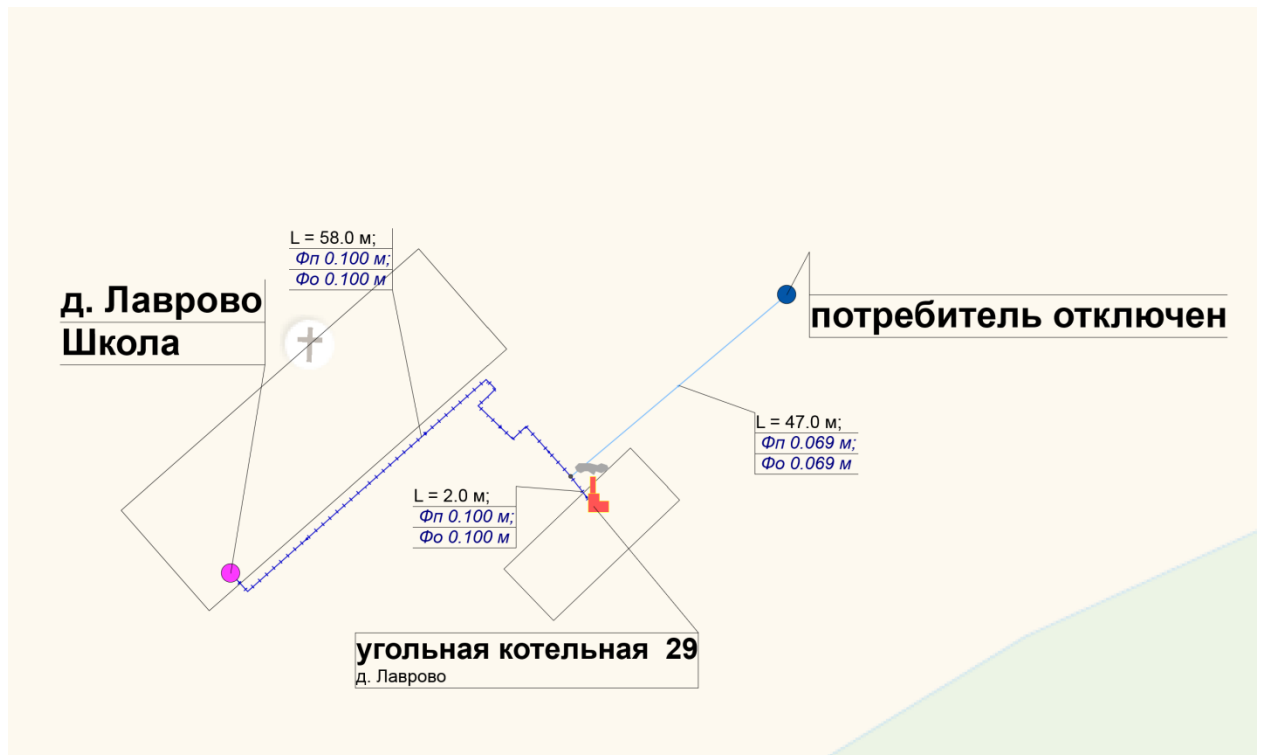 L = 58.0 м;
Фп 0.100 м;
Фо 0.100 м
д. Лаврово
Школа
потребитель отключен
L = 47.0 м;
Фп 0.069 м;
Фо 0.069 м
L = 2.0 м;
Фп 0.100 м;
Фо 0.100 м
угольная котельная 29
д. Лаврово